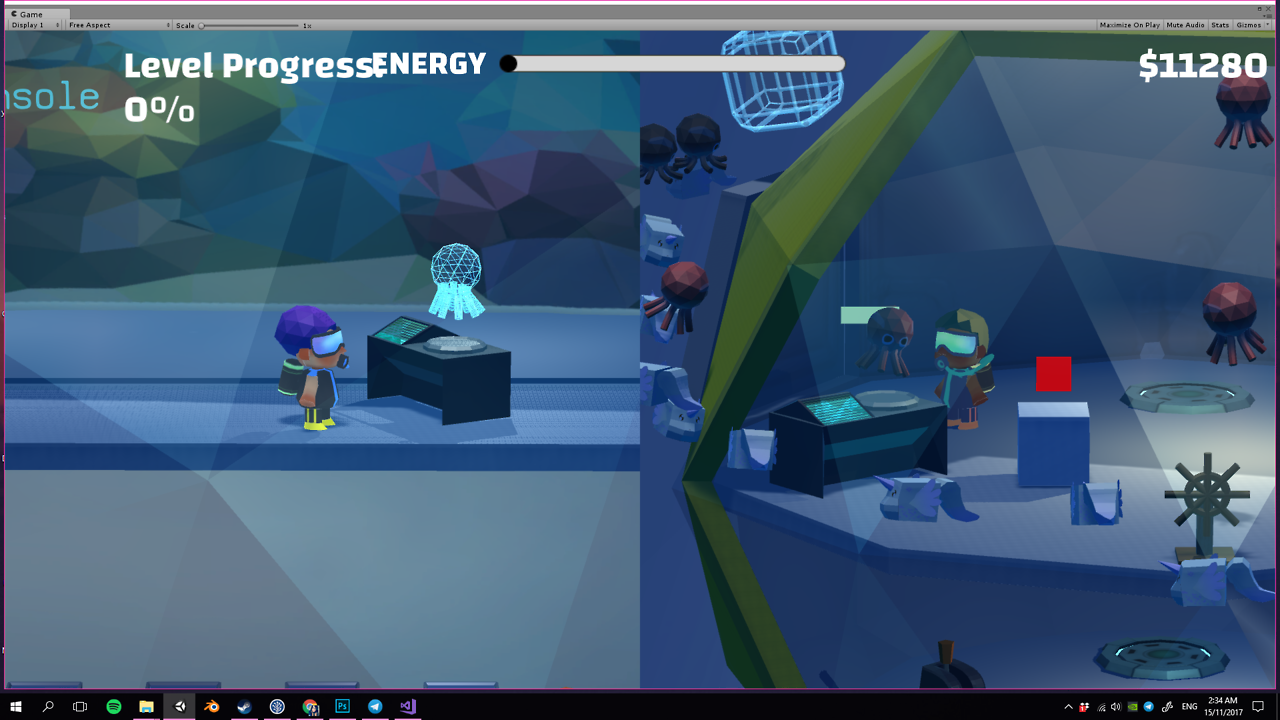 Game
Display 1 Free Aspect Scale 1x Maximize On Play Mute Audio Stats Gizmos
Level Progress:
ENERGY
$11280
nsole
0%
2:34 AM
ENG
15/11/2017